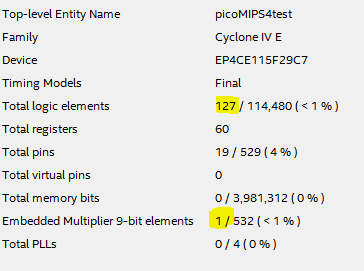 Top-level Entity Name picoMIPS4test
Family Cyclone IV E
Device EP4CE115F29C7
Timing Models Final
Total logic elements 127 / 114,480 ( < 1 % )
Total registers 60
Total pins 19 / 529 ( 4 % )
Total virtual pins 0
Total memory bits 0 / 3,981,312 ( 0 % )
Embedded Multiplier 9-bit elements 1 / 532 ( < 1 % )
Total PLLs 0 / 4 ( 0 % )